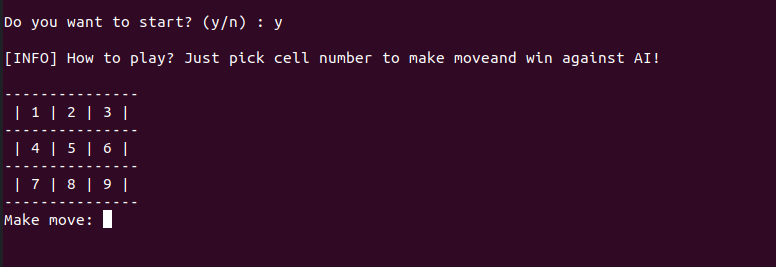 Do you want to start? (y/n) : y
[INFO] How to play? Just pick cell number to make moveand win against AI!
---------------
| 1 | 2 | 3 |
---------------
| 4 | 5 | 6 |
---------------
| 7 | 8 | 9 |
---------------
Make move: